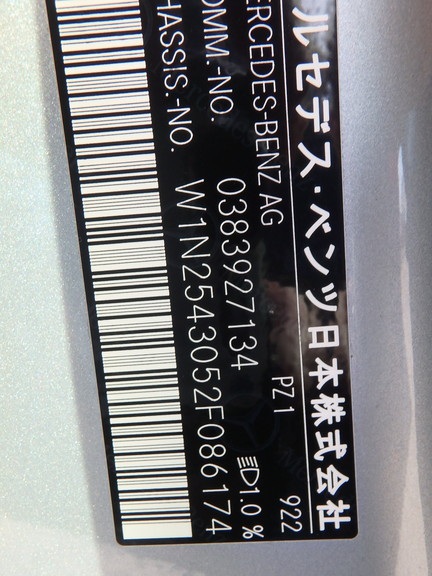 ルセデス・ベンツ日本株式会社
ERCEDES-BENZ AG PZ1 922
OMM.-NO. 0383927134 1.0 %
HASSIS.-NO. W1N2543052F086174